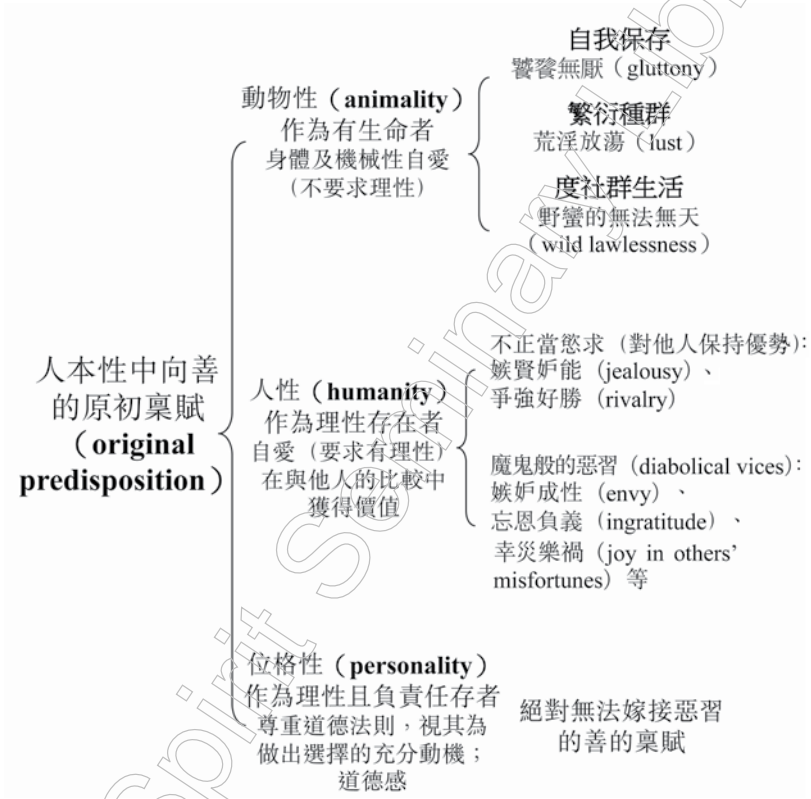 人本性中向善
的原初稟賦
（original
predisposition）
動物性（animality）
作為有生命者
身體及機械性自愛
（不要求理性）
自我保存
饕餮無厭（gluttony）
繁衍種群
荒淫放蕩（lust）
度社群生活
野蠻的無法無天
（wild lawlessness）
人性（humanity）
作為理性存在者
自愛（要求有理性）
在與他人的比較中
獲得價值
不正當慾求（對他人保持優勢）：
嫉賢妒能（jealousy）、
爭強好勝（rivalry）
魔鬼般的惡習（diabolical vices）：
嫉妒成性（envy）、
忘恩負義（ingratitude）、
幸災樂禍（joy in others’
misfortunes）等
位格性（personality）
作為理性且負責任存者
尊重道德法則，視其為
做出選擇的充分動機；
道德感
絕對無法嫁接惡習
的善的稟賦
Spirit Seminary Libr